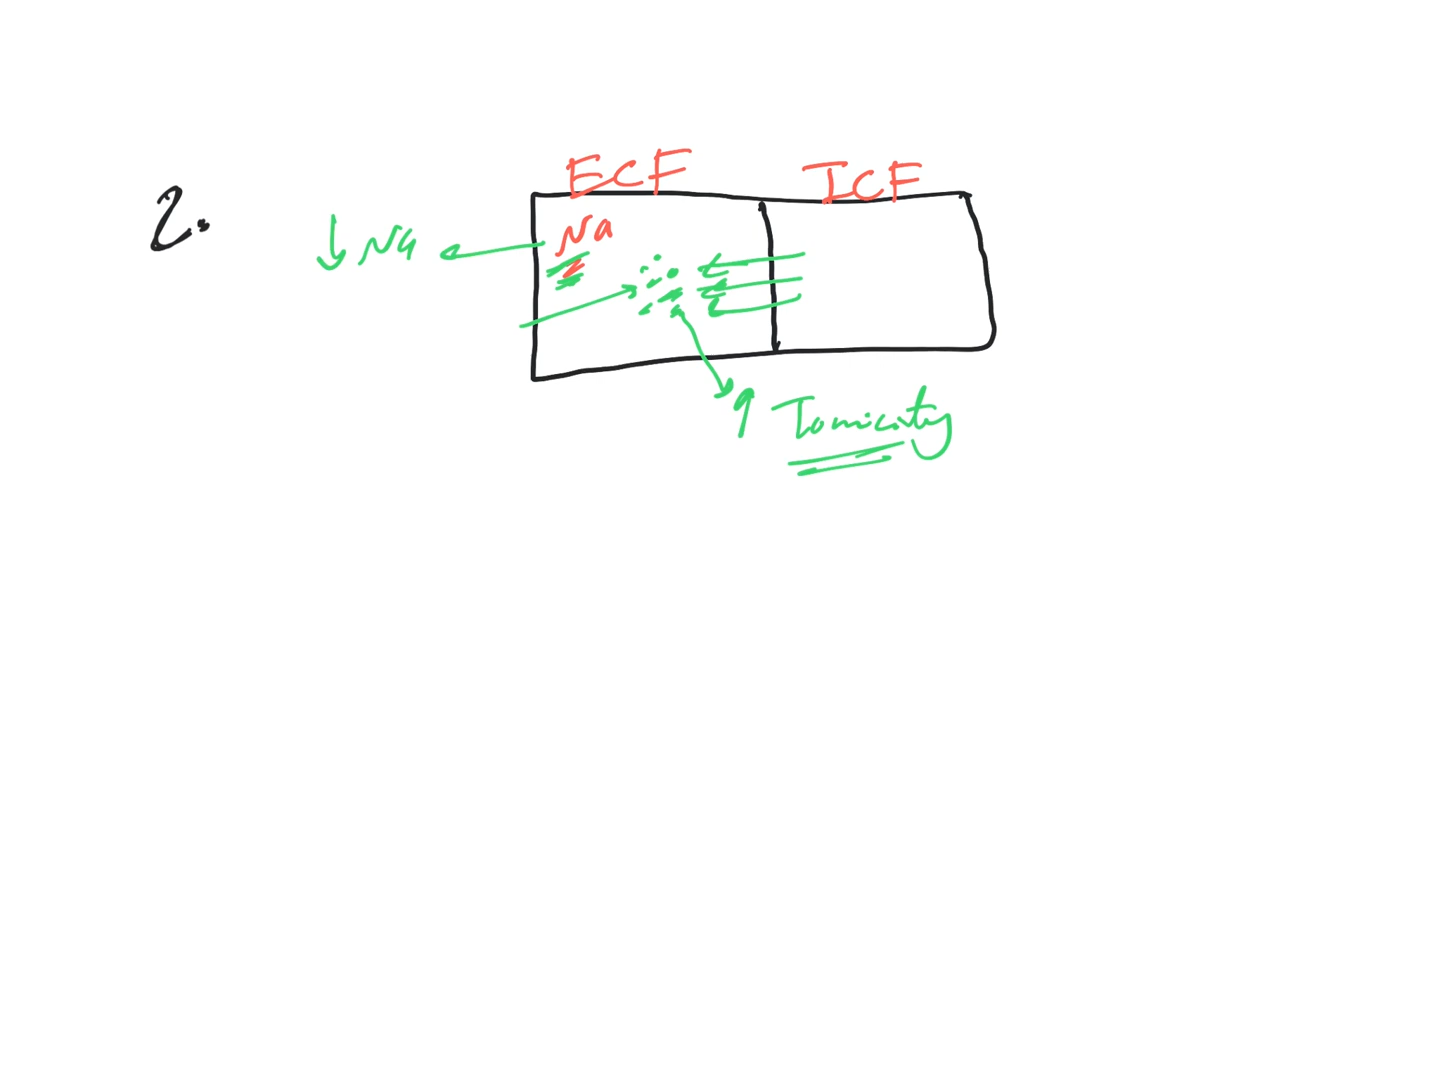 ECF ICF
2.
↓ Na Na
↑ Tonicity